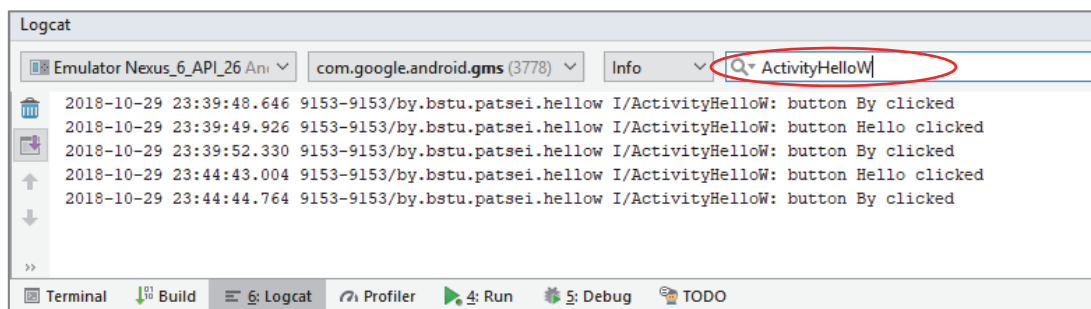 Logcat
Emulator Nexus_6_API_26 An com.google.android.gms (3778) Info ActivityHelloW
2018-10-29 23:39:48.646 9153-9153/by.bstu.patsei.hellow I/ActivityHelloW: button By clicked
2018-10-29 23:39:49.926 9153-9153/by.bstu.patsei.hellow I/ActivityHelloW: button Hello clicked
2018-10-29 23:39:52.330 9153-9153/by.bstu.patsei.hellow I/ActivityHelloW: button By clicked
2018-10-29 23:44:43.004 9153-9153/by.bstu.patsei.hellow I/ActivityHelloW: button Hello clicked
2018-10-29 23:44:44.764 9153-9153/by.bstu.patsei.hellow I/ActivityHelloW: button By clicked
Terminal Build 6: Logcat Profiler 4: Run 5: Debug TODO